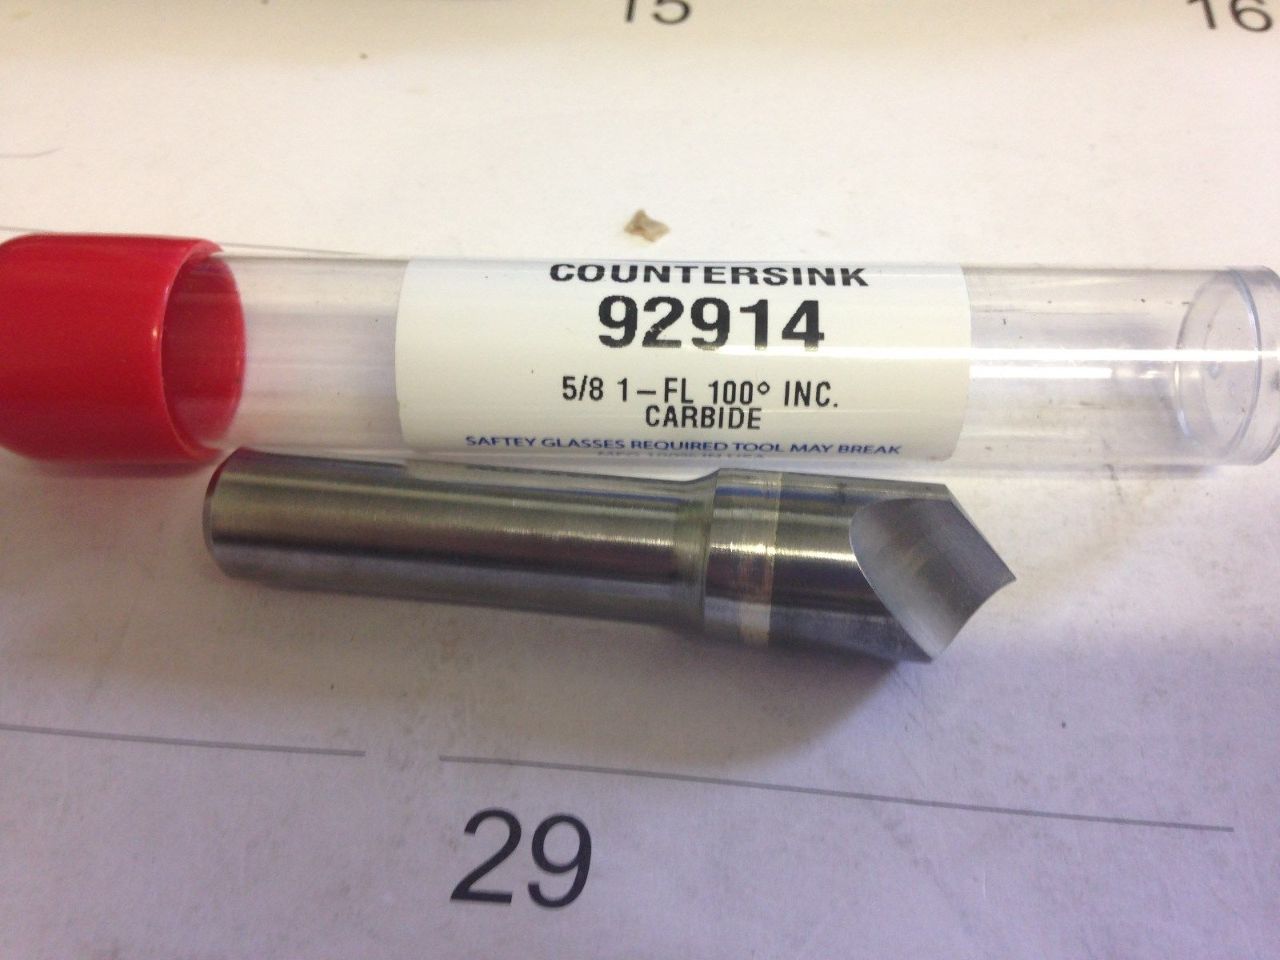 15
16
COUNTERSINK
92914
5/8 1-FL 100° INC.
CARBIDE
SAFTEY GLASSES REQUIRED TOOL MAY BREAK
29